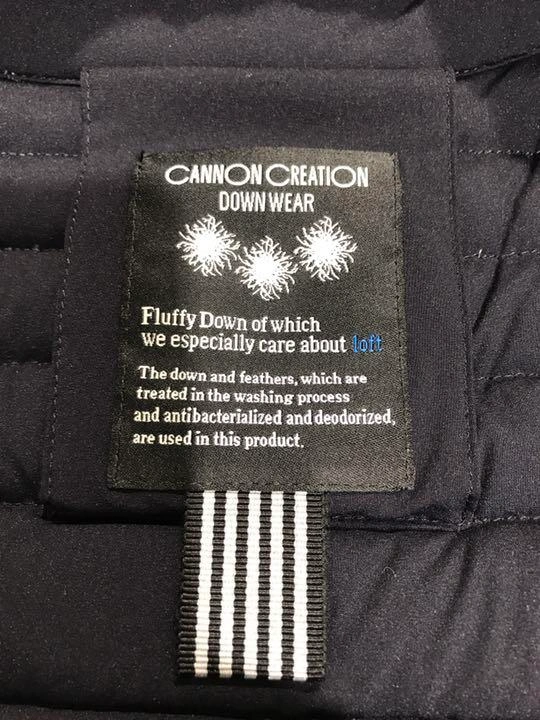 CANNON CREATION
DOWN WEAR
Fluffy Down of which
we especially care about loft
The down and feathers, which are
treated in the washing process
and antibacterialized and deodorized,
are used in this product.